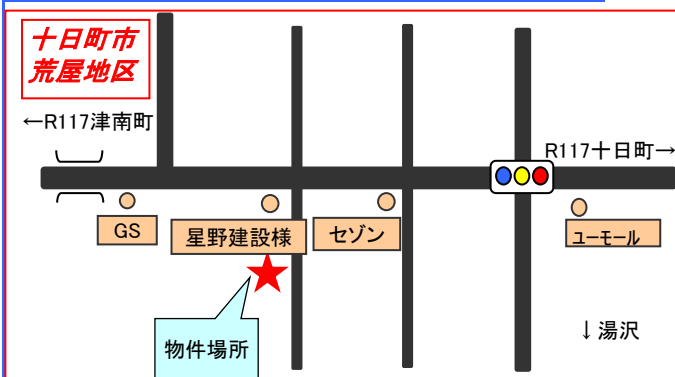 十日町市
荒屋地区
←R117津南町
R117十日町→
GS
星野建設様
セゾン
ユーモール
物件場所
↓湯沢